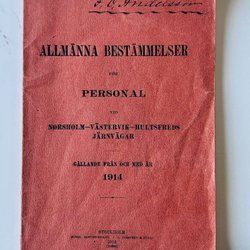 ALLMÄNNA BESTÄMMELSER
FÖR
PERSONAL
VID
NORSHOLM–VÄSTERVIK–HULTSFREDS
JÄRNVÄGAR
GÄLLANDE FRÅN OCH MED ÅR
1914
STOCKHOLM